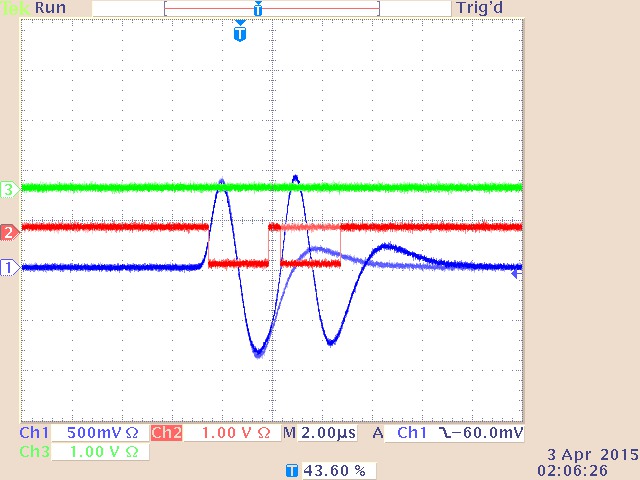 Tek Run Trig'd
T
T
3
2
1
Ch1 500mV Ω Ch2 1.00 V Ω M 2.00µs A Ch1 -60.0mV
Ch3 1.00 V Ω
T 43.60 %
3 Apr 2015
02:06:26